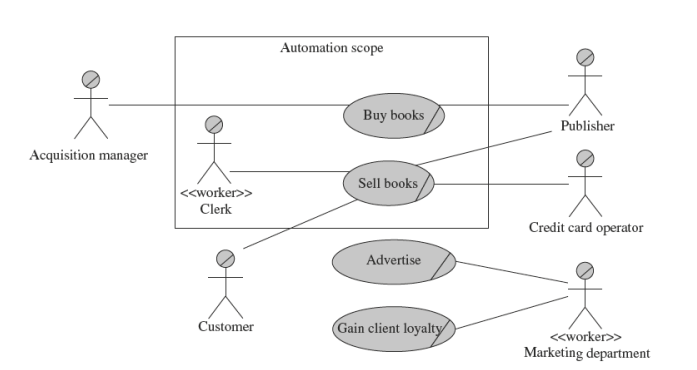 Automation scope
Buy books
Publisher
Acquisition manager
Sell books
<<worker>>
Clerk
Credit card operator
Advertise
Customer
Gain client loyalty
<<worker>>
Marketing department